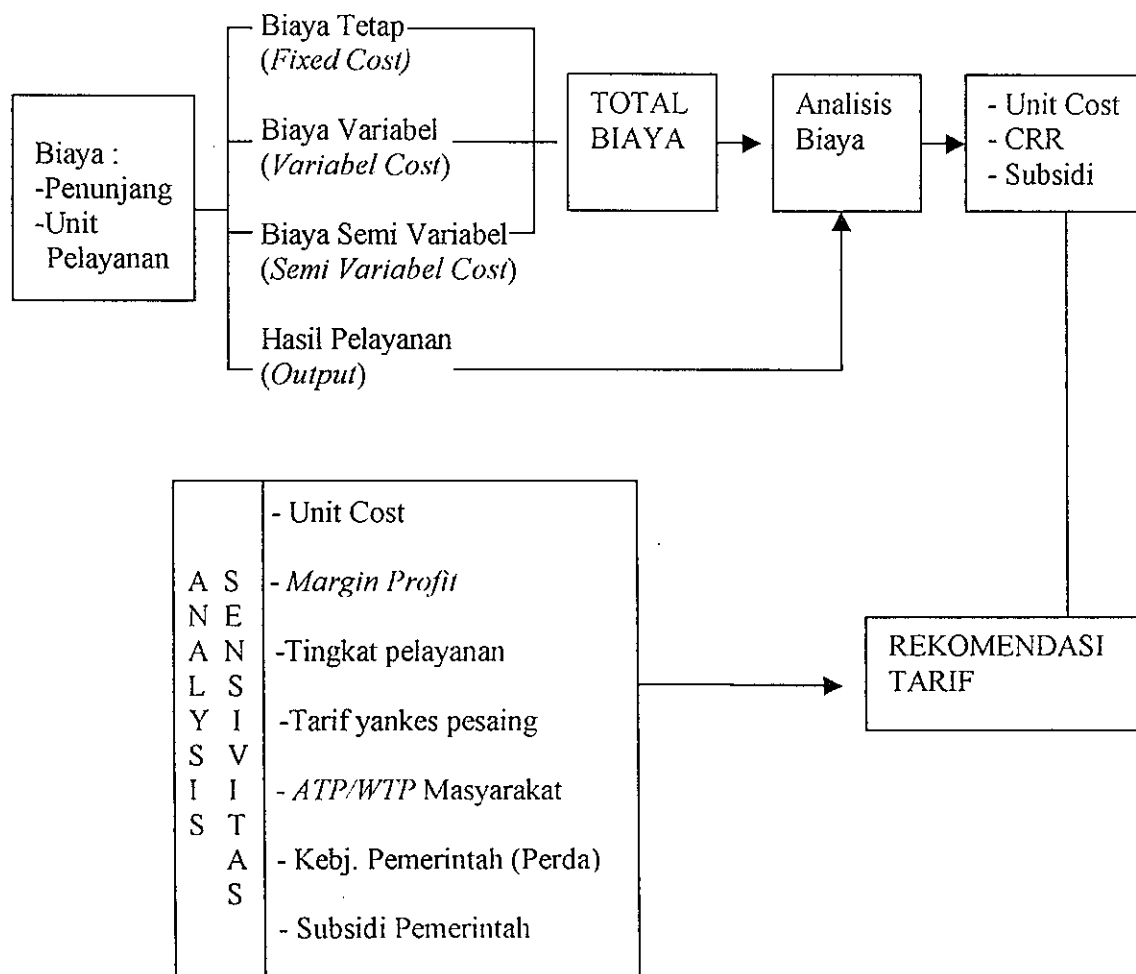 Biaya :
-Penunjang
-Unit
Pelayanan
Biaya Tetap
(Fixed Cost)
Biaya Variabel
(Variabel Cost)
Biaya Semi Variabel
(Semi Variabel Cost)
Hasil Pelayanan
(Output)
TOTAL
BIAYA
Analisis
Biaya
- Unit Cost
- CRR
- Subsidi
ANALYSIS
SENSIVITAS
- Unit Cost
- Margin Profit
-Tingkat pelayanan
-Tarif yankes pesaing
- ATP/WTP Masyarakat
- Kebj. Pemerintah (Perda)
- Subsidi Pemerintah
REKOMENDASI
TARIF